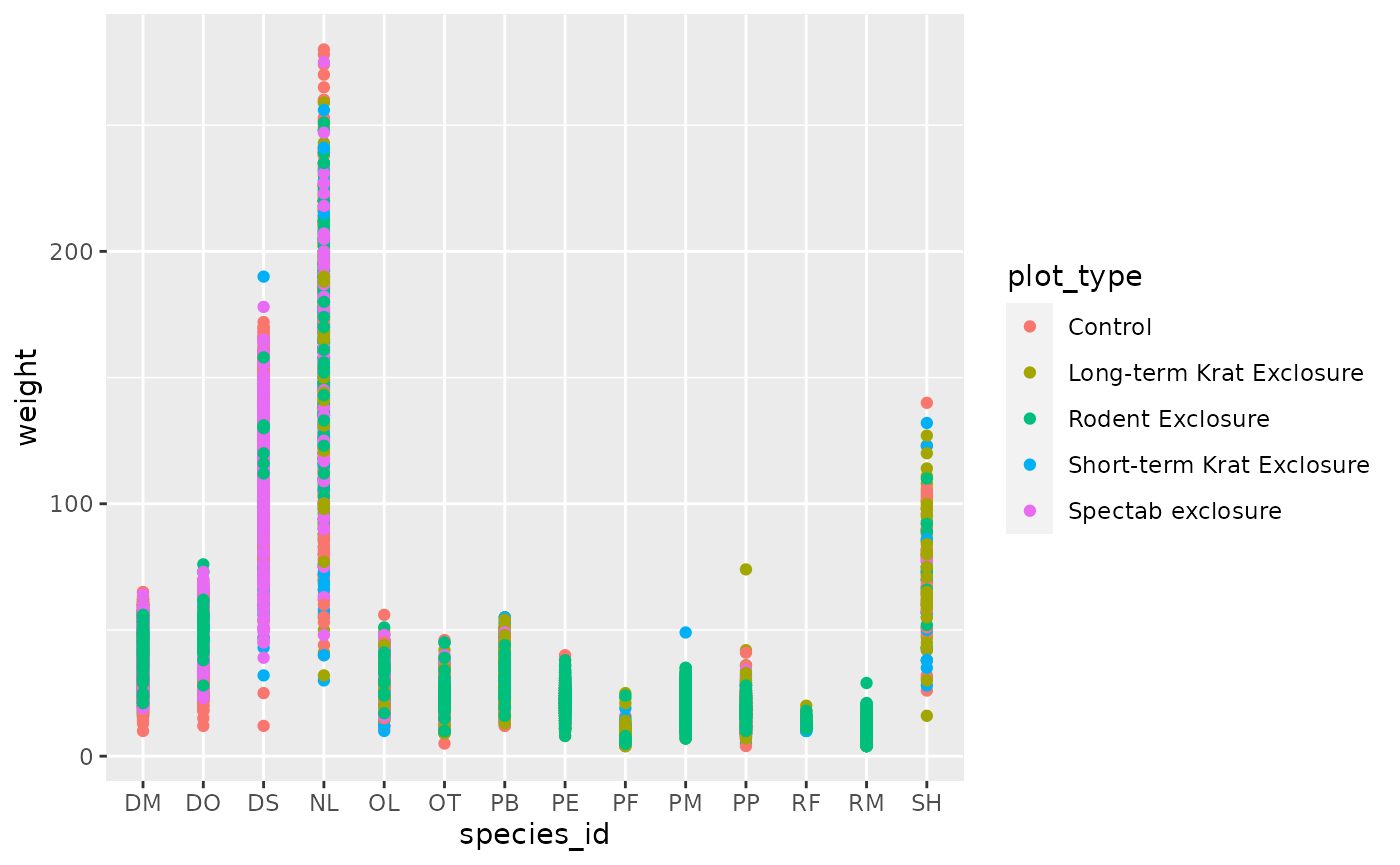 weight
200
100
0
DM DO DS NL OL OT PB PE PF PM PP RF RM SH
species_id
plot_type
Control
Long-term Krat Exclosure
Rodent Exclosure
Short-term Krat Exclosure
Spectab exclosure